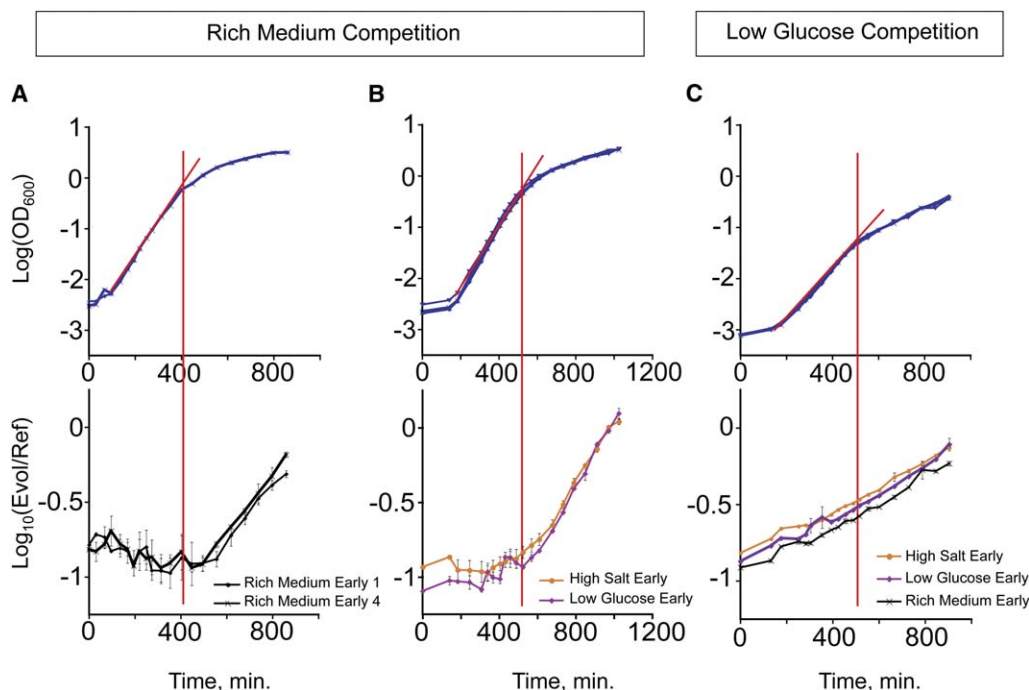 Rich Medium Competition
Low Glucose Competition
A
B
C
Log(OD600)
1
0
-1
-2
-3
0
400
800
1
0
-1
-2
-3
0
400
800
1200
1
0
-1
-2
-3
0
400
800
Log10(Evol/Ref)
0
-0.5
-1
Rich Medium Early 1
Rich Medium Early 4
0
400
800
Time, min.
0
-0.5
-1
High Salt Early
Low Glucose Early
0
400
800
1200
Time, min.
0
-0.5
-1
High Salt Early
Low Glucose Early
Rich Medium Early
0
400
800
Time, min.